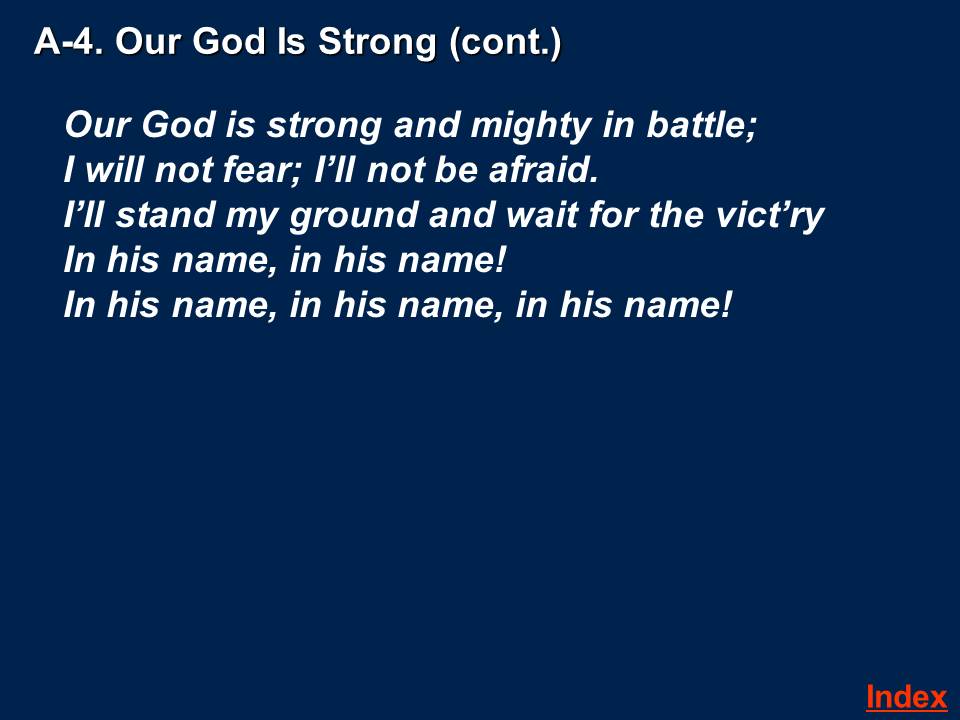 A-4. Our God Is Strong (cont.)
Our God is strong and mighty in battle;
I will not fear; I’ll not be afraid.
I’ll stand my ground and wait for the vict’ry
In his name, in his name!
In his name, in his name, in his name!
Index